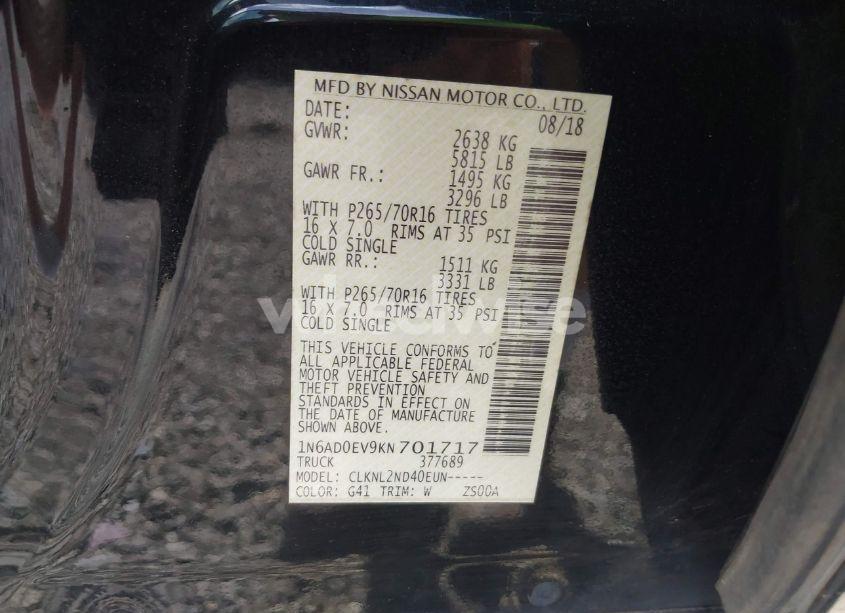 MFD BY NISSAN MOTOR CO., LTD.
DATE: 08/18
GVWR: 2638 KG
5815 LB
GAWR FR.: 1495 KG
3296 LB
WITH P265/70R16 TIRES
16 X 7.0 RIMS AT 35 PSI
COLD SINGLE
GAWR RR.: 1511 KG
3331 LB
WITH P265/70R16 TIRES
16 X 7.0 RIMS AT 35 PSI
COLD SINGLE
THIS VEHICLE CONFORMS TO
ALL APPLICABLE FEDERAL
MOTOR VEHICLE SAFETY AND
THEFT PREVENTION
STANDARDS IN EFFECT ON
THE DATE OF MANUFACTURE
SHOWN ABOVE.
1N6AD0EV9KN701717
TRUCK 377689
MODEL: CLKNL2ND40EUN-----
COLOR: G41 TRIM: W ZS00A